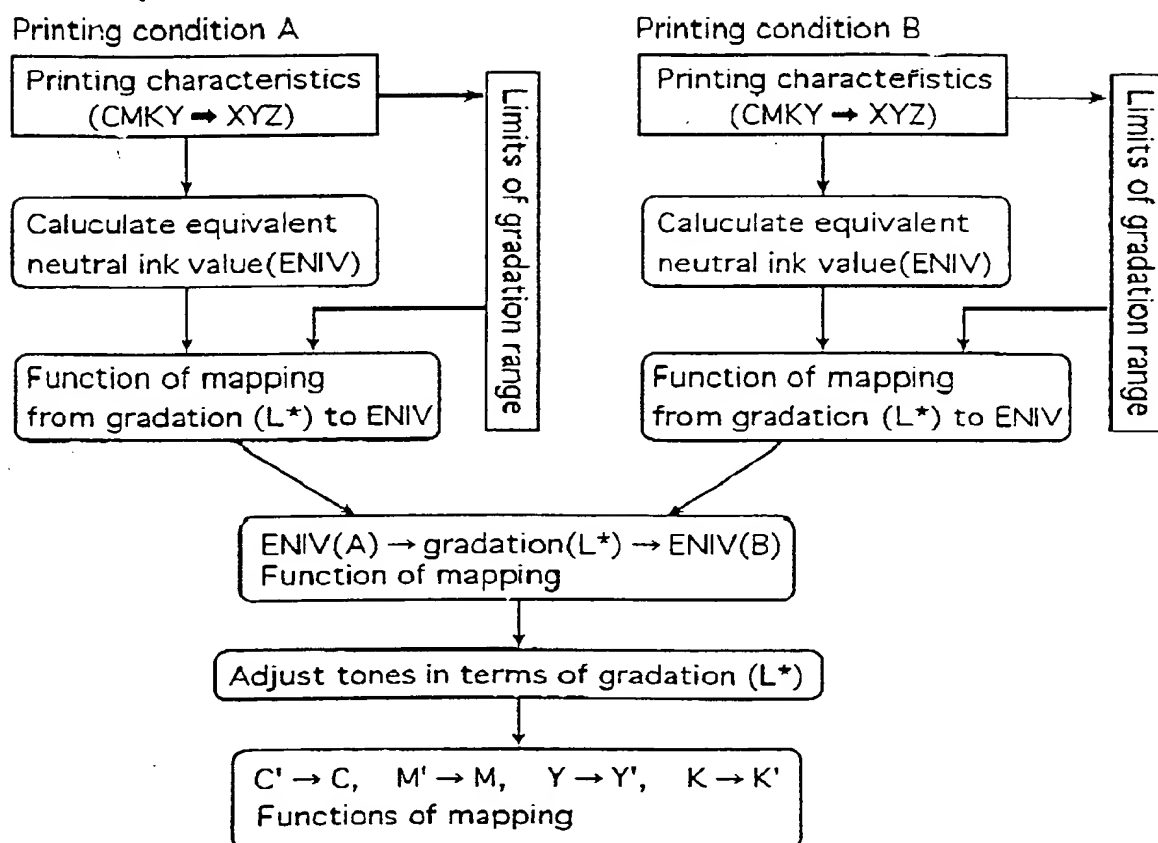 Printing condition A
Printing characteristics
(CMKY → XYZ)
Limits of gradation range
Caluculate equivalent
neutral ink value(ENIV)
Function of mapping
from gradation (L*) to ENIV
Printing condition B
Printing characteristics
(CMKY → XYZ)
Limits of gradation range
Caluculate equivalent
neutral ink value(ENIV)
Function of mapping
from gradation (L*) to ENIV
ENIV(A) → gradation(L*) → ENIV(B)
Function of mapping
Adjust tones in terms of gradation (L*)
C' → C, M' → M, Y → Y', K → K'
Functions of mapping